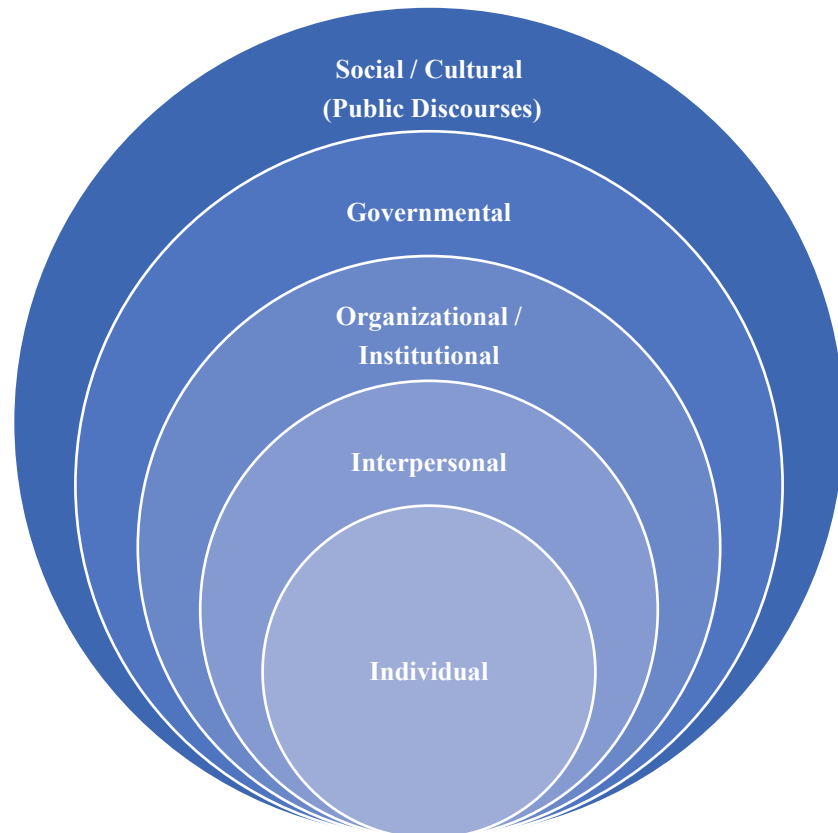 Social / Cultural
(Public Discourses)
Governmental
Organizational /
Institutional
Interpersonal
Individual